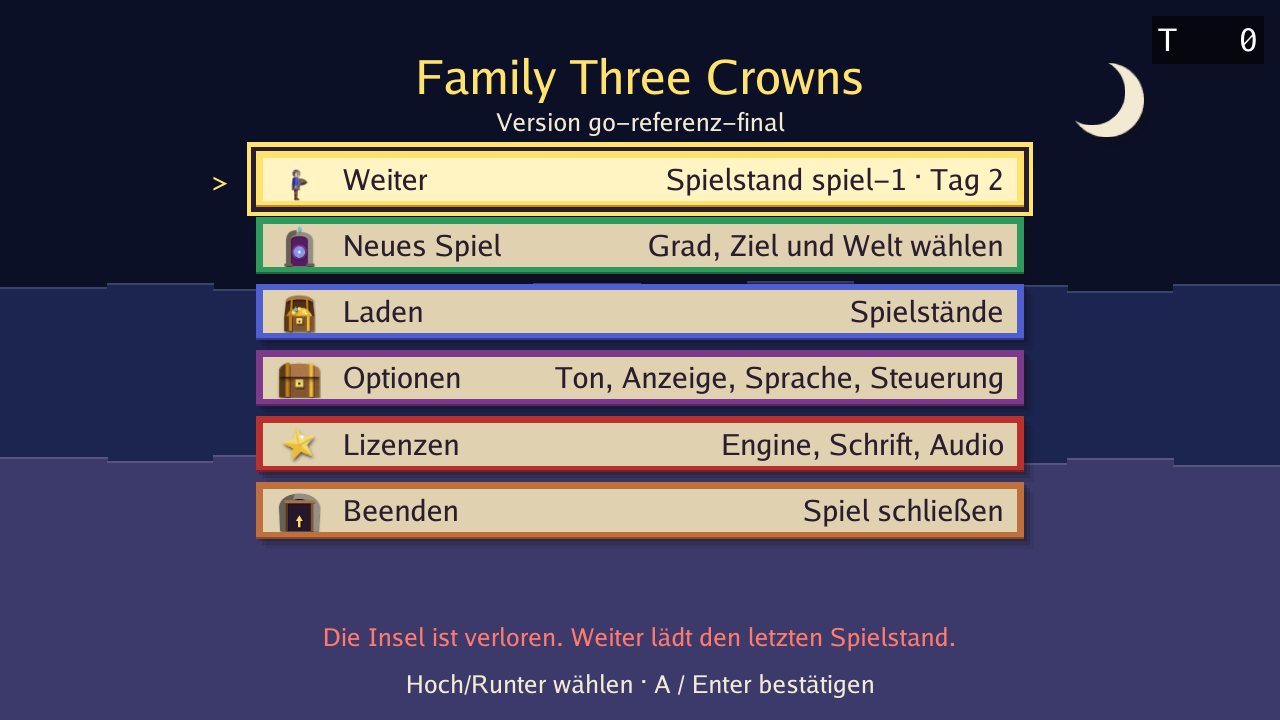 T 0
Family Three Crowns
Version go-referenz-final
> Weiter Spielstand spiel-1 · Tag 2
Neues Spiel Grad, Ziel und Welt wählen
Laden Spielstände
Optionen Ton, Anzeige, Sprache, Steuerung
Lizenzen Engine, Schrift, Audio
Beenden Spiel schließen
Die Insel ist verloren. Weiter lädt den letzten Spielstand.
Hoch/Runter wählen · A / Enter bestätigen